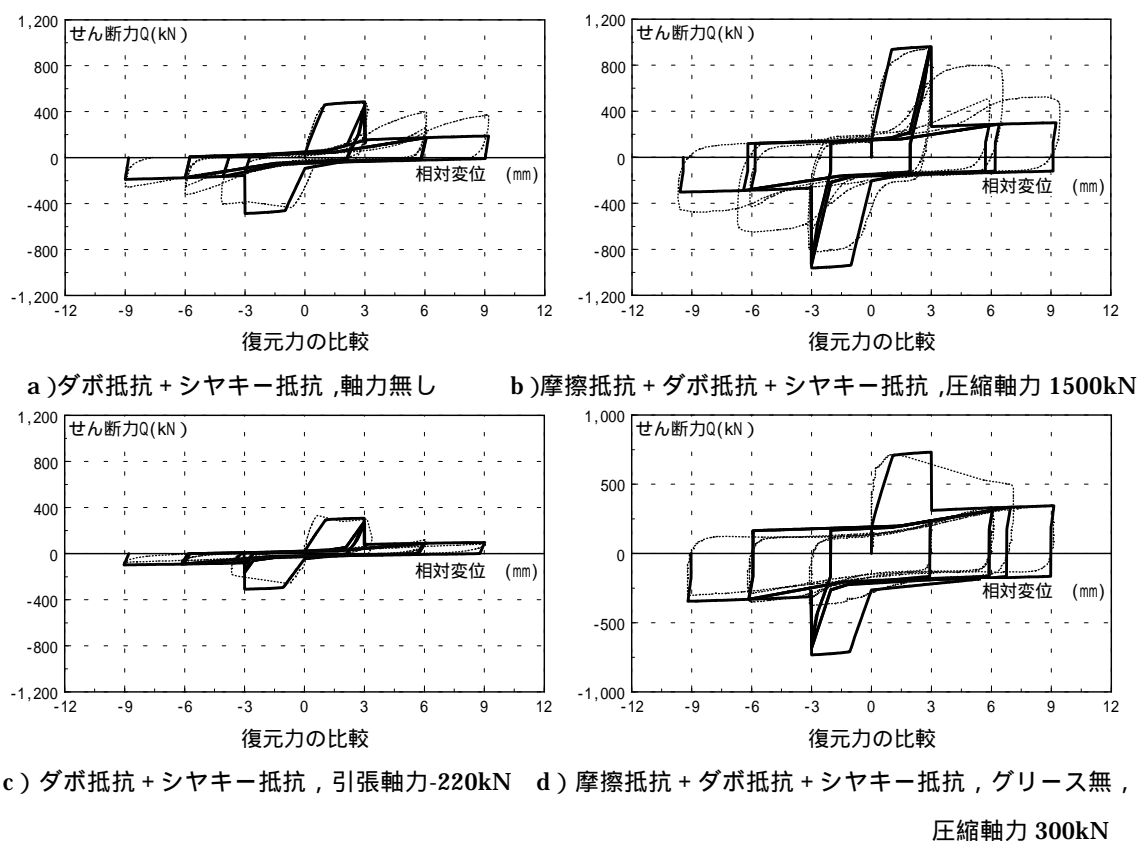 1,200
800
400
0
-400
-800
-1,200
せん断力Q(kN)
相対変位 (mm)
-12 -9 -6 -3 0 3 6 9 12
復元力の比較
a)ダボ抵抗+シヤキー抵抗,軸力無し
1,200
800
400
0
-400
-800
-1,200
せん断力Q(kN)
相対変位 (mm)
-12 -9 -6 -3 0 3 6 9 12
復元力の比較
b)摩擦抵抗+ダボ抵抗+シヤキー抵抗,圧縮軸力 1500kN
1,200
800
400
0
-400
-800
-1,200
せん断力Q(kN)
相対変位 (mm)
-12 -9 -6 -3 0 3 6 9 12
復元力の比較
c)ダボ抵抗+シヤキー抵抗,引張軸力-220kN
1,000
500
0
-500
-1,000
せん断力Q(kN)
相対変位 (mm)
-12 -9 -6 -3 0 3 6 9 12
復元力の比較
d)摩擦抵抗+ダボ抵抗+シヤキー抵抗,グリース無,
圧縮軸力 300kN